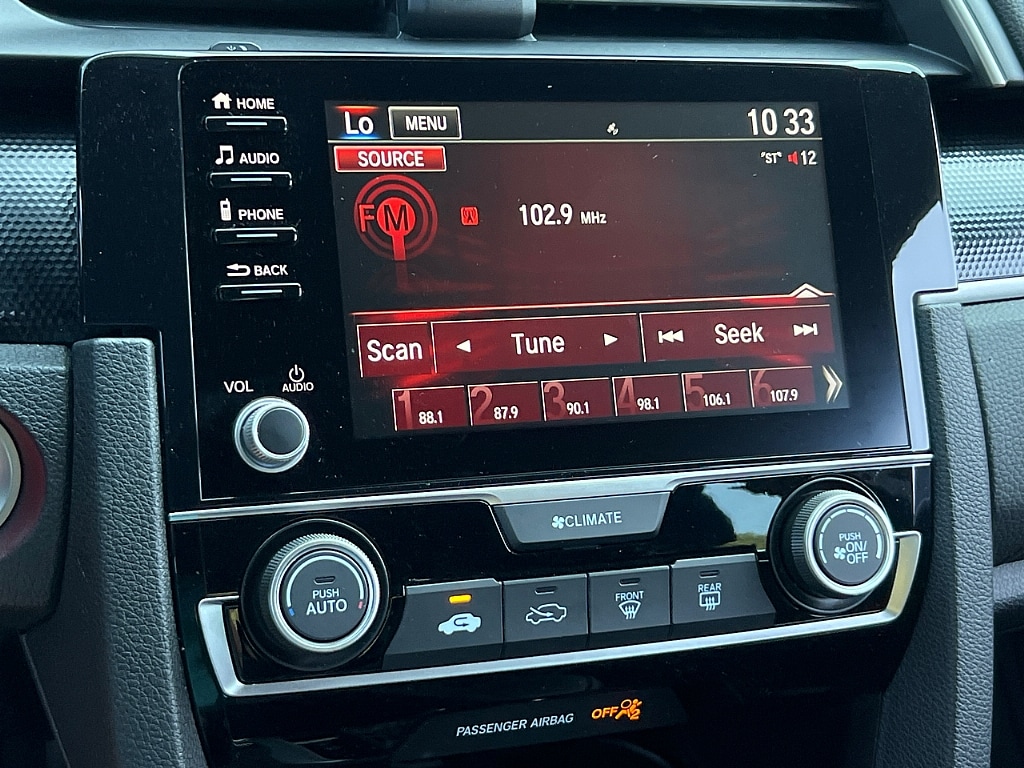 HOME
AUDIO
PHONE
BACK
VOL AUDIO
Lo MENU 10 33
SOURCE "ST" 12
FM 102.9 MHz
Scan Tune Seek
1 88.1 2 87.9 3 90.1 4 98.1 5 106.1 6 107.9
CLIMATE
PUSH AUTO
FRONT
REAR
PUSH
ON/
OFF
PASSENGER AIRBAG OFF 2